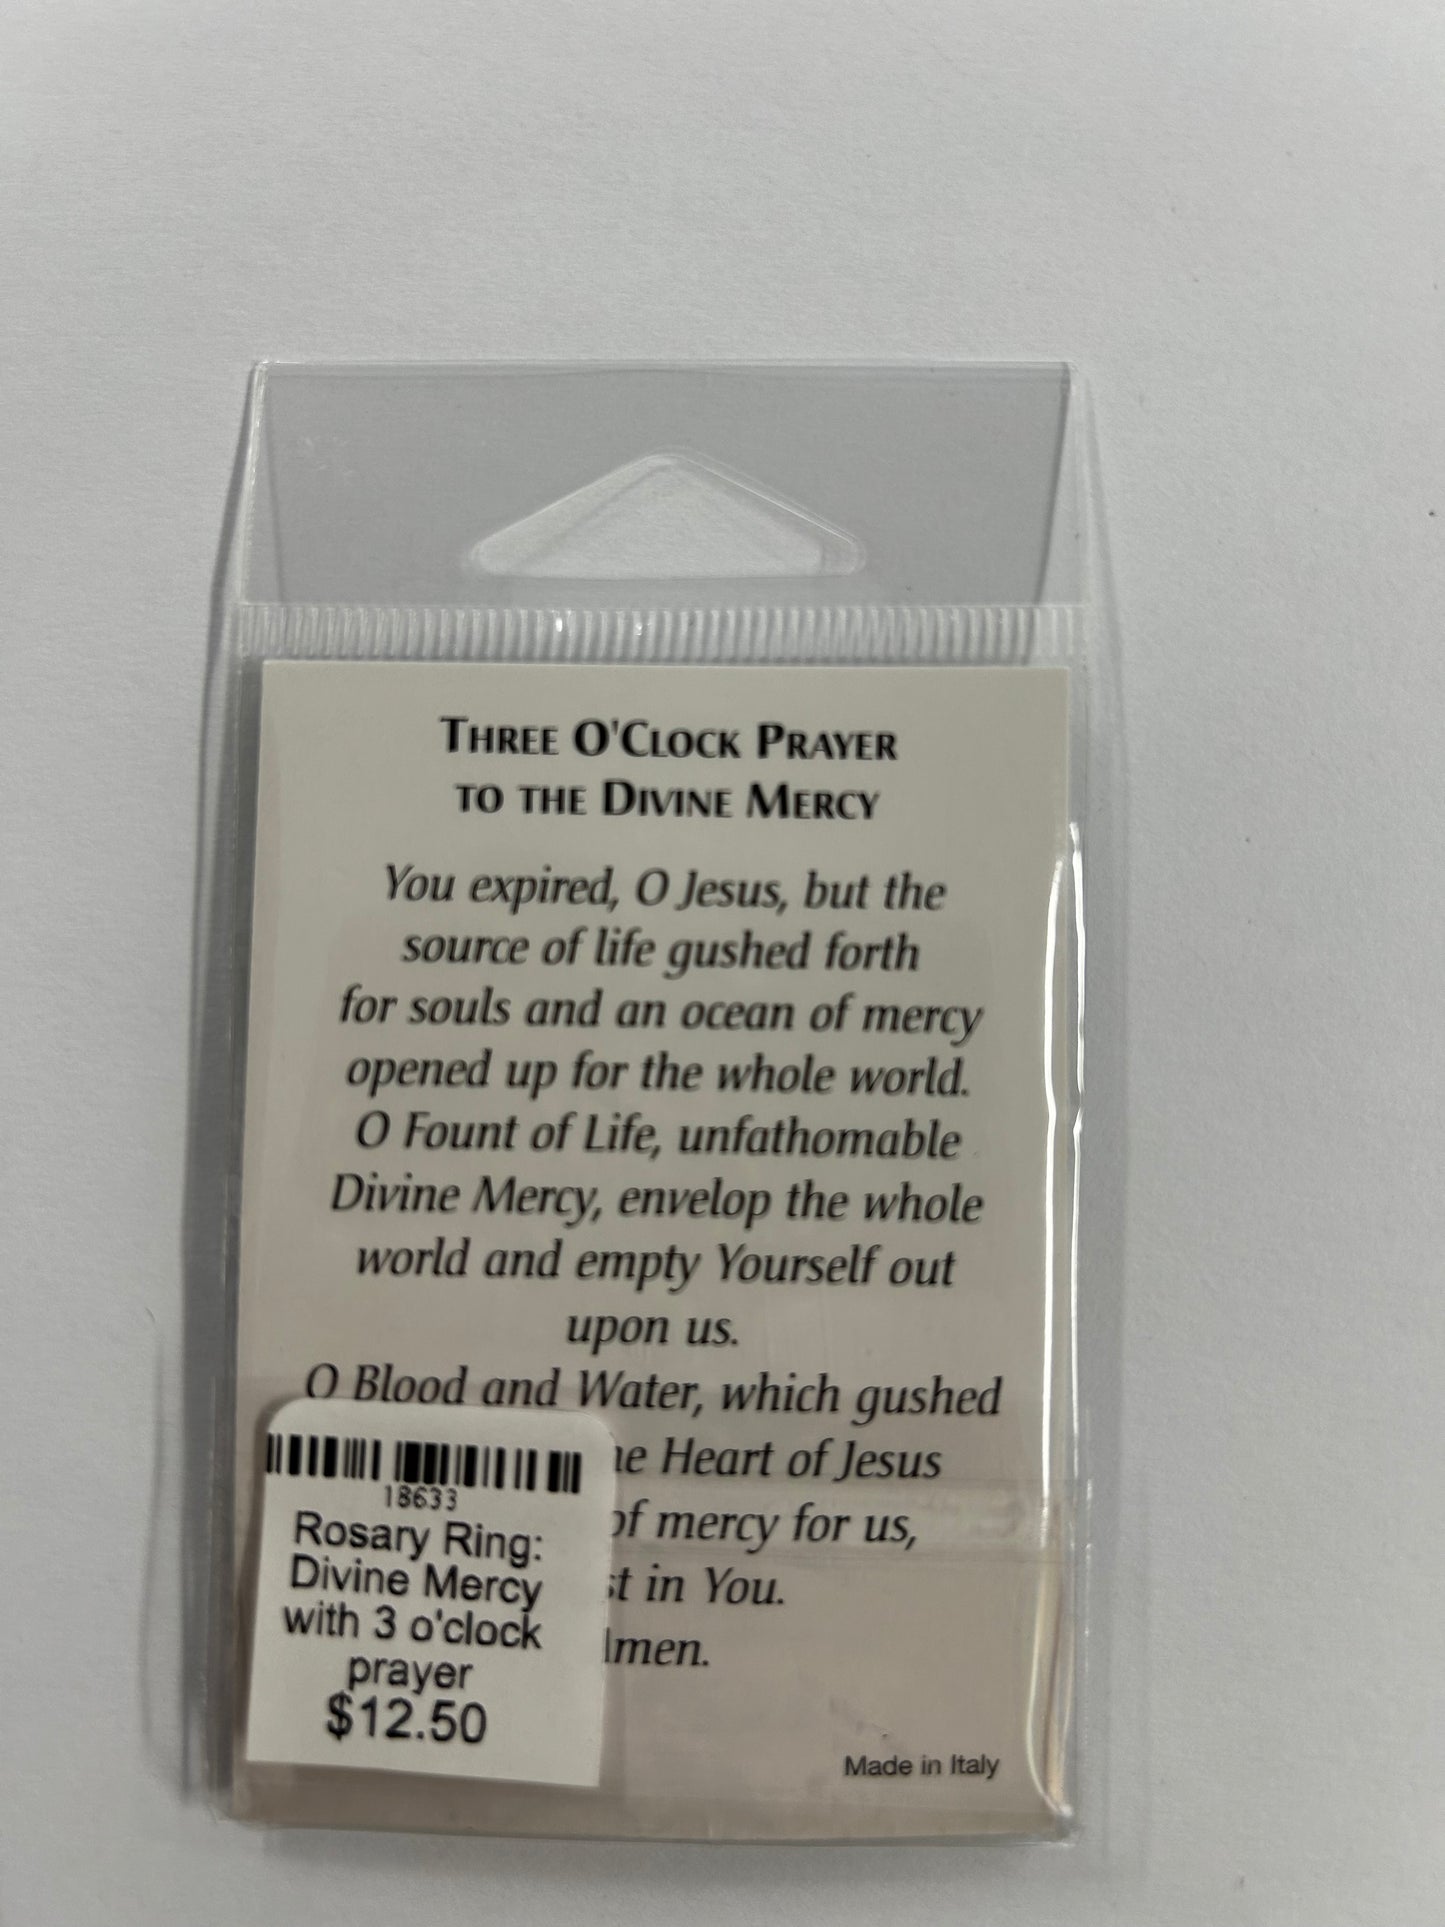 THREE O'CLOCK PRAYER
TO THE DIVINE MERCY
You expired, O Jesus, but the
source of life gushed forth
for souls and an ocean of mercy
opened up for the whole world.
O Fount of Life, unfathomable
Divine Mercy, envelop the whole
world and empty Yourself out
upon us.
O Blood and Water, which gushed
Heart of Jesus
of mercy for us,
in You.
18633
Rosary Ring:
Divine Mercy
with 3 o'clock
prayer
$12.50
Made in Italy